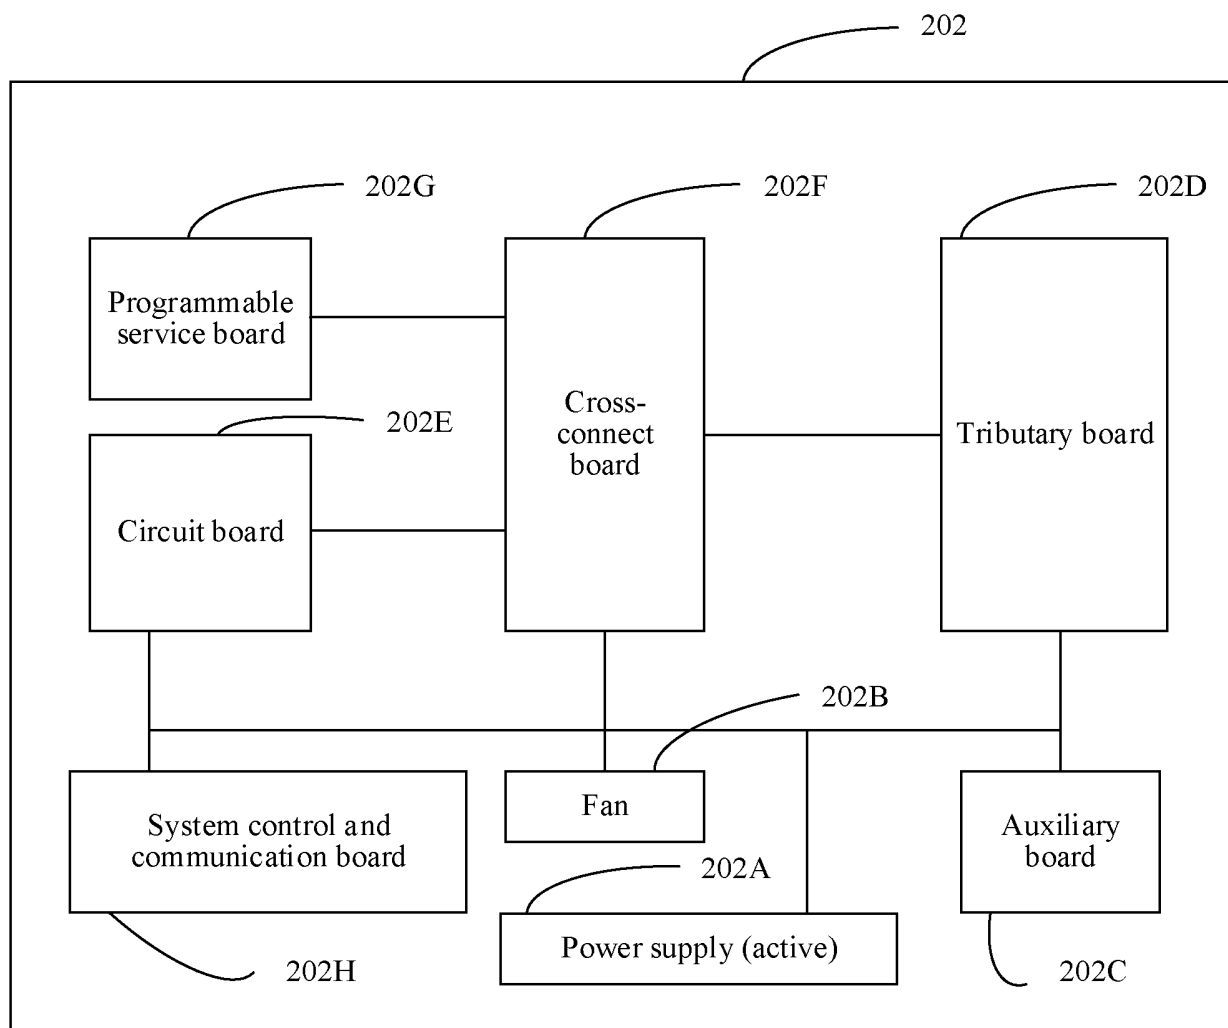 202
202G
202F
202D
Programmable
service board
Cross-
connect
board
Tributary board
202E
Circuit board
202B
System control and
communication board
Fan
Auxiliary
board
202A
Power supply (active)
202H
202C